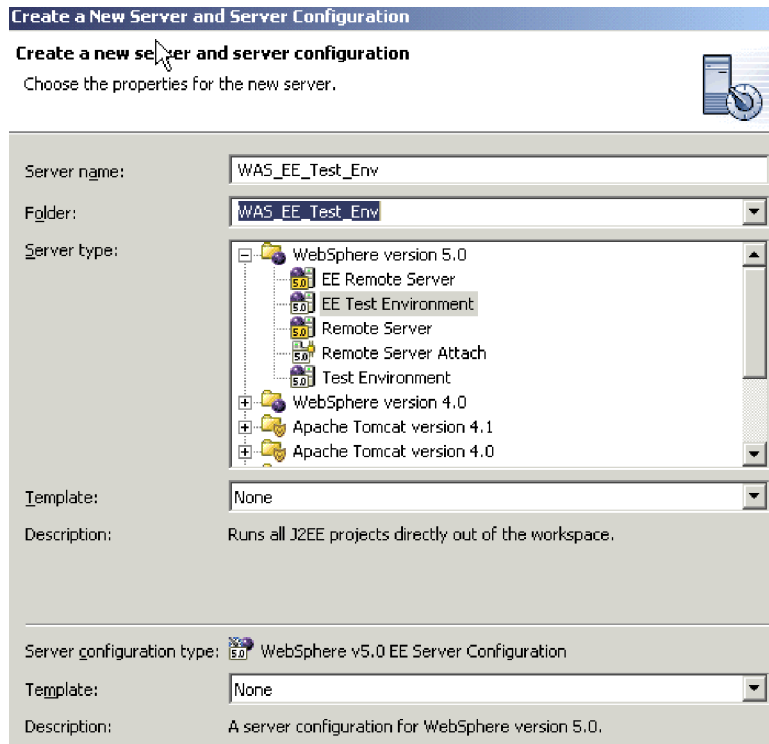 Create a New Server and Server Configuration
Create a new server and server configuration
Choose the properties for the new server.
Server name: WAS_EE_Test_Env
Folder: WAS_EE_Test_Env
Server type: WebSphere version 5.0
EE Remote Server
EE Test Environment
Remote Server
Remote Server Attach
Test Environment
WebSphere version 4.0
Apache Tomcat version 4.1
Apache Tomcat version 4.0
Template: None
Description: Runs all J2EE projects directly out of the workspace.
Server configuration type: WebSphere v5.0 EE Server Configuration
Template: None
Description: A server configuration for WebSphere version 5.0.